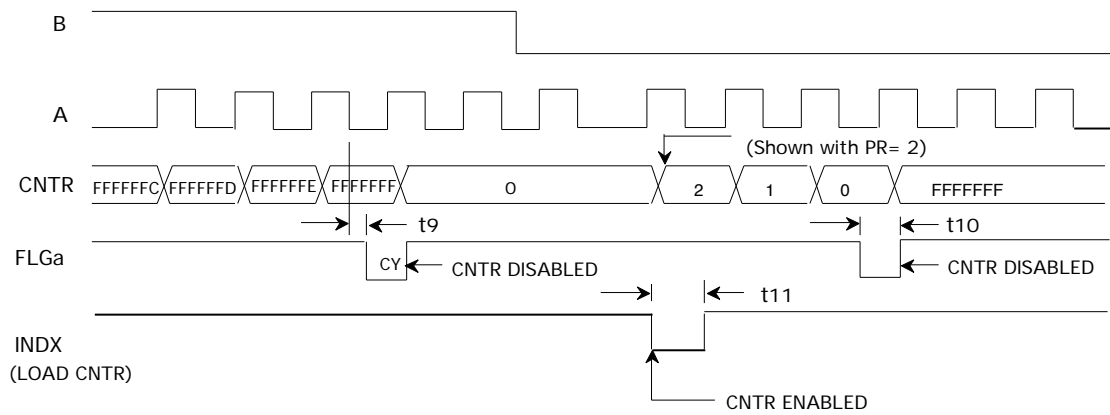 B
A
(Shown with PR= 2)
CNTR FFFFFFC FFFFFFD FFFFFFE FFFFFFF 0 2 1 0 FFFFFFF
t9 t10
FLGa CY CNTR DISABLED CNTR DISABLED
t11
INDX
(LOAD CNTR)
CNTR ENABLED